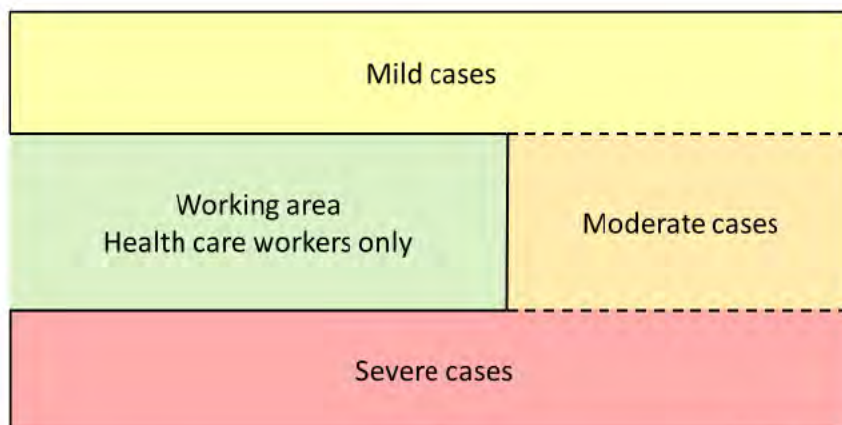 Mild cases
Working area
Health care workers only
Moderate cases
Severe cases